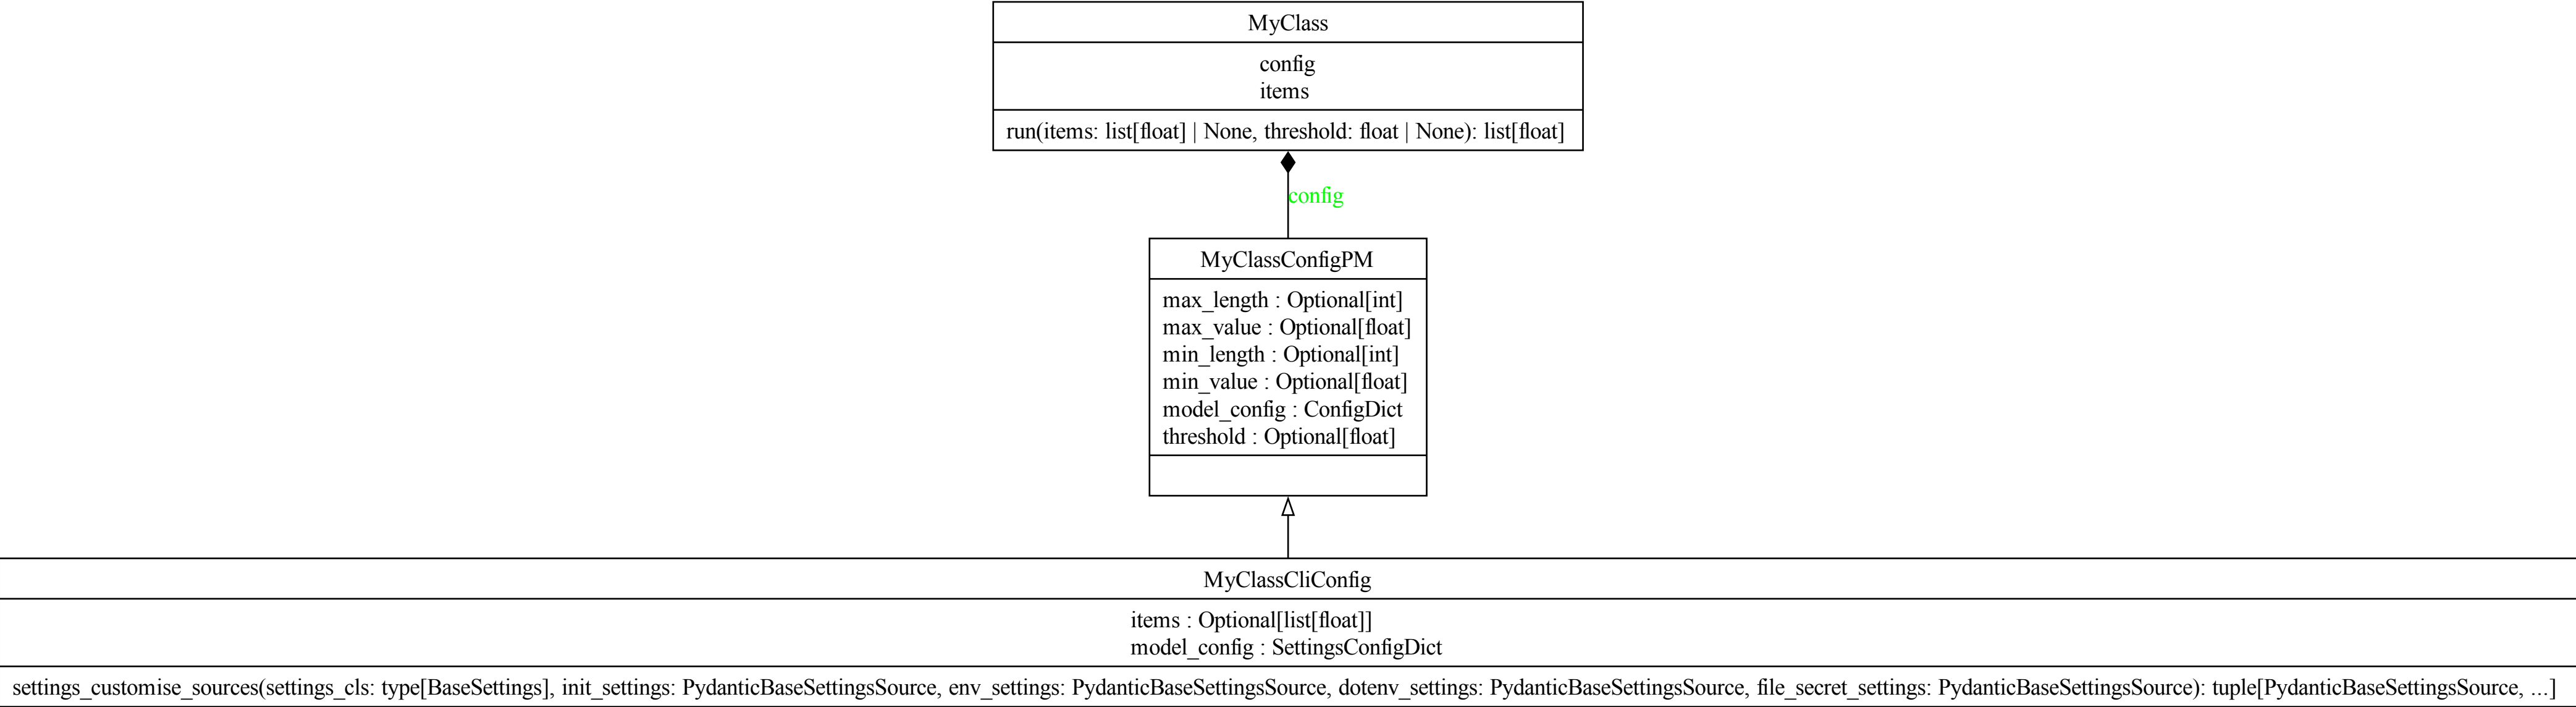 MyClass
config
items
run(items: list[float] | None, threshold: float | None): list[float]
config
MyClassConfigPM
max_length : Optional[int]
max_value : Optional[float]
min_length : Optional[int]
min_value : Optional[float]
model_config : ConfigDict
threshold : Optional[float]
MyClassCliConfig
items : Optional[list[float]]
model_config : SettingsConfigDict
settings_customise_sources(settings_cls: type[BaseSettings], init_settings: PydanticBaseSettingsSource, env_settings: PydanticBaseSettingsSource, dotenv_settings: PydanticBaseSettingsSource, file_secret_settings: PydanticBaseSettingsSource): tuple[PydanticBaseSettingsSource, ...]